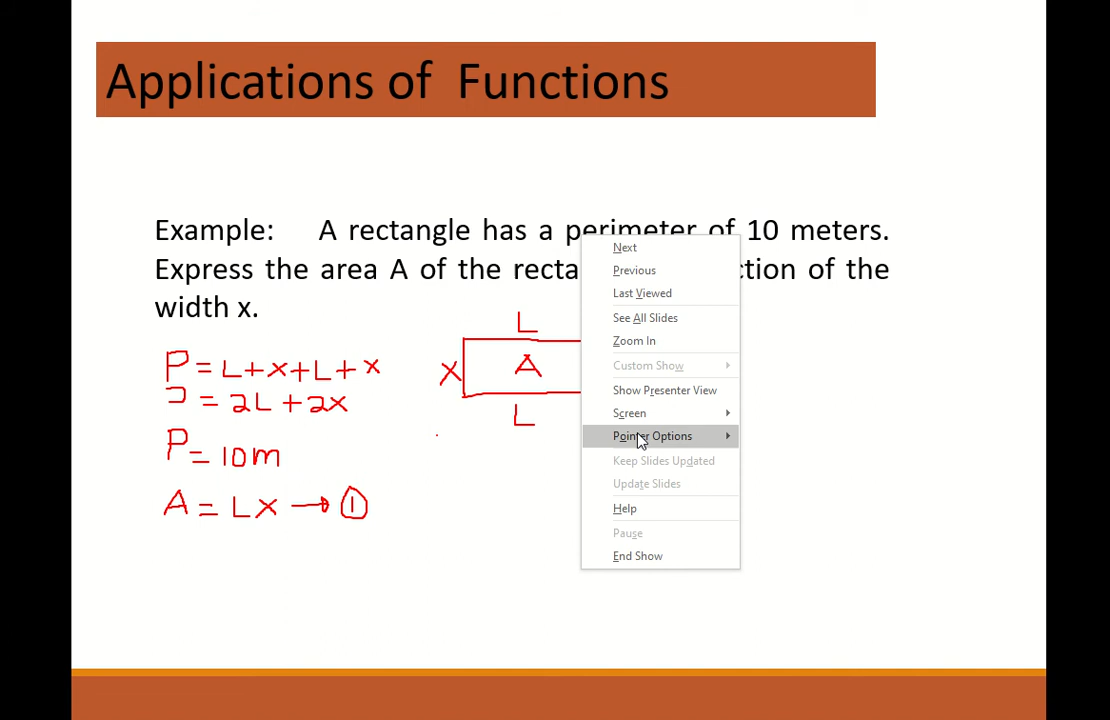 Applications of Functions
Example: A rectangle has a perimeter of 10 meters.
Express the area A of the recta ction of the
width x.
L
X
A
L
P = L + x + L + x
= 2L + 2x
P = 10m
A = LX → ①
Next
Previous
Last Viewed
See All Slides
Zoom In
Custom Show
Show Presenter View
Screen
Pointer Options
Keep Slides Updated
Update Slides
Help
Pause
End Show